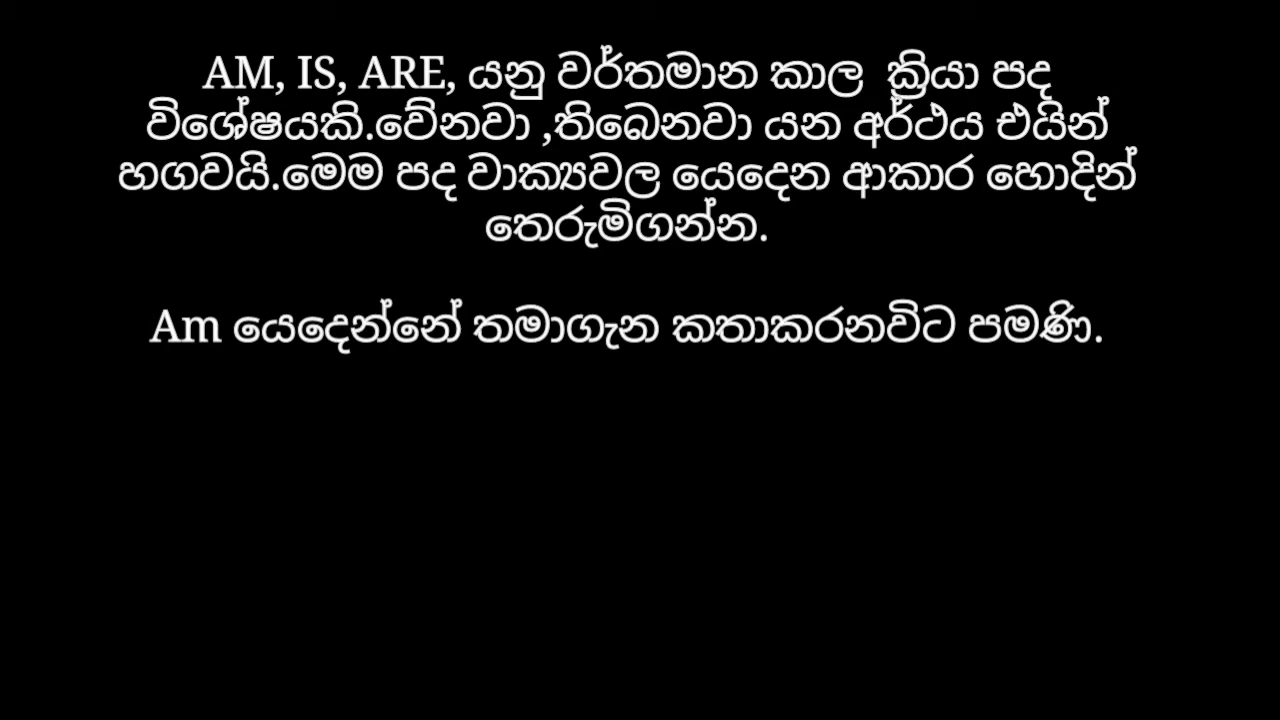 AM, IS, ARE, යනු වර්තමාන කාල ක්‍රියා පද
විශේෂයකි.වේනවා ,තිබෙනවා යන අර්ථය එයින්
හගවයි.මෙම පද වාක්‍යවල යෙදෙන ආකාර හොදින්
තෙරුම්ගන්න.
Am යෙදෙන්නේ තමාගැන කතාකරනවිට පමණි.